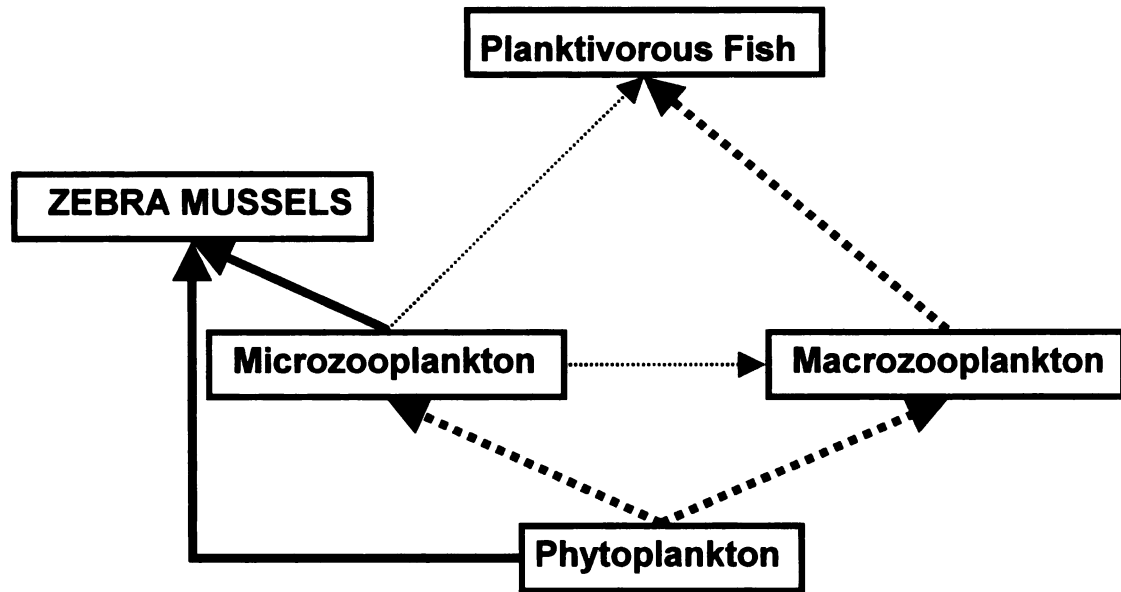 Planktivorous Fish
ZEBRA MUSSELS
Microzooplankton
Macrozooplankton
Phytoplankton